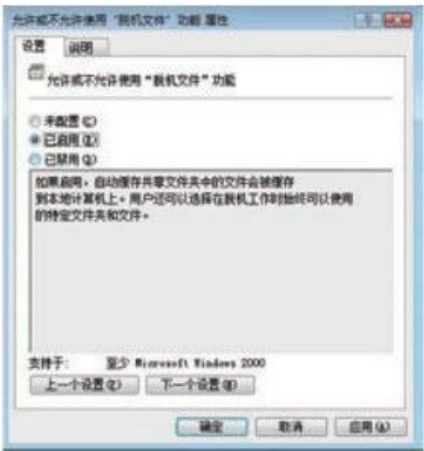 允许或不允许使用“脱机文件”功能 属性
设置 说明
允许或不允许使用“脱机文件”功能
未配置(C)
已启用(E)
已禁用(D)
如果启用，自动缓存共享文件夹中的文件会被缓存
到本地计算机上。用户还可以选择在脱机工作时始终可以使用
的特定文件夹和文件。
支持于: 至少 Microsoft Windows 2000
上一个设置(P) 下一个设置(N)
确定 取消 应用(A)